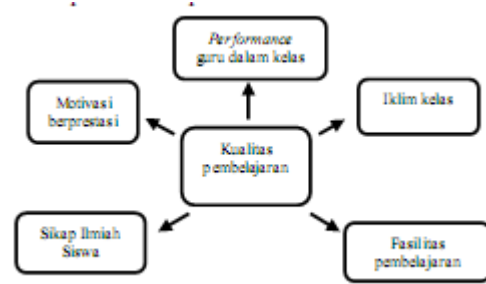 Performance
guru dalam kelas
Motivasi
berprestasi
Iklim kelas
Kualitas
pembelajaran
Sikap Ilmiah
Siswa
Fasilitas
pembelajaran